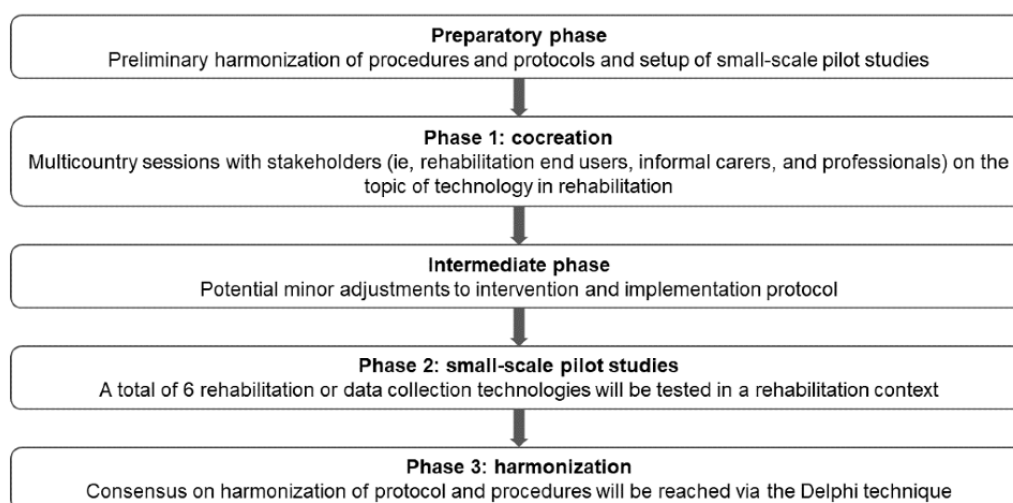 Preparatory phase
Preliminary harmonization of procedures and protocols and setup of small-scale pilot studies
Phase 1: cocreation
Multicountry sessions with stakeholders (ie, rehabilitation end users, informal carers, and professionals) on the
topic of technology in rehabilitation
Intermediate phase
Potential minor adjustments to intervention and implementation protocol
Phase 2: small-scale pilot studies
A total of 6 rehabilitation or data collection technologies will be tested in a rehabilitation context
Phase 3: harmonization
Consensus on harmonization of protocol and procedures will be reached via the Delphi technique